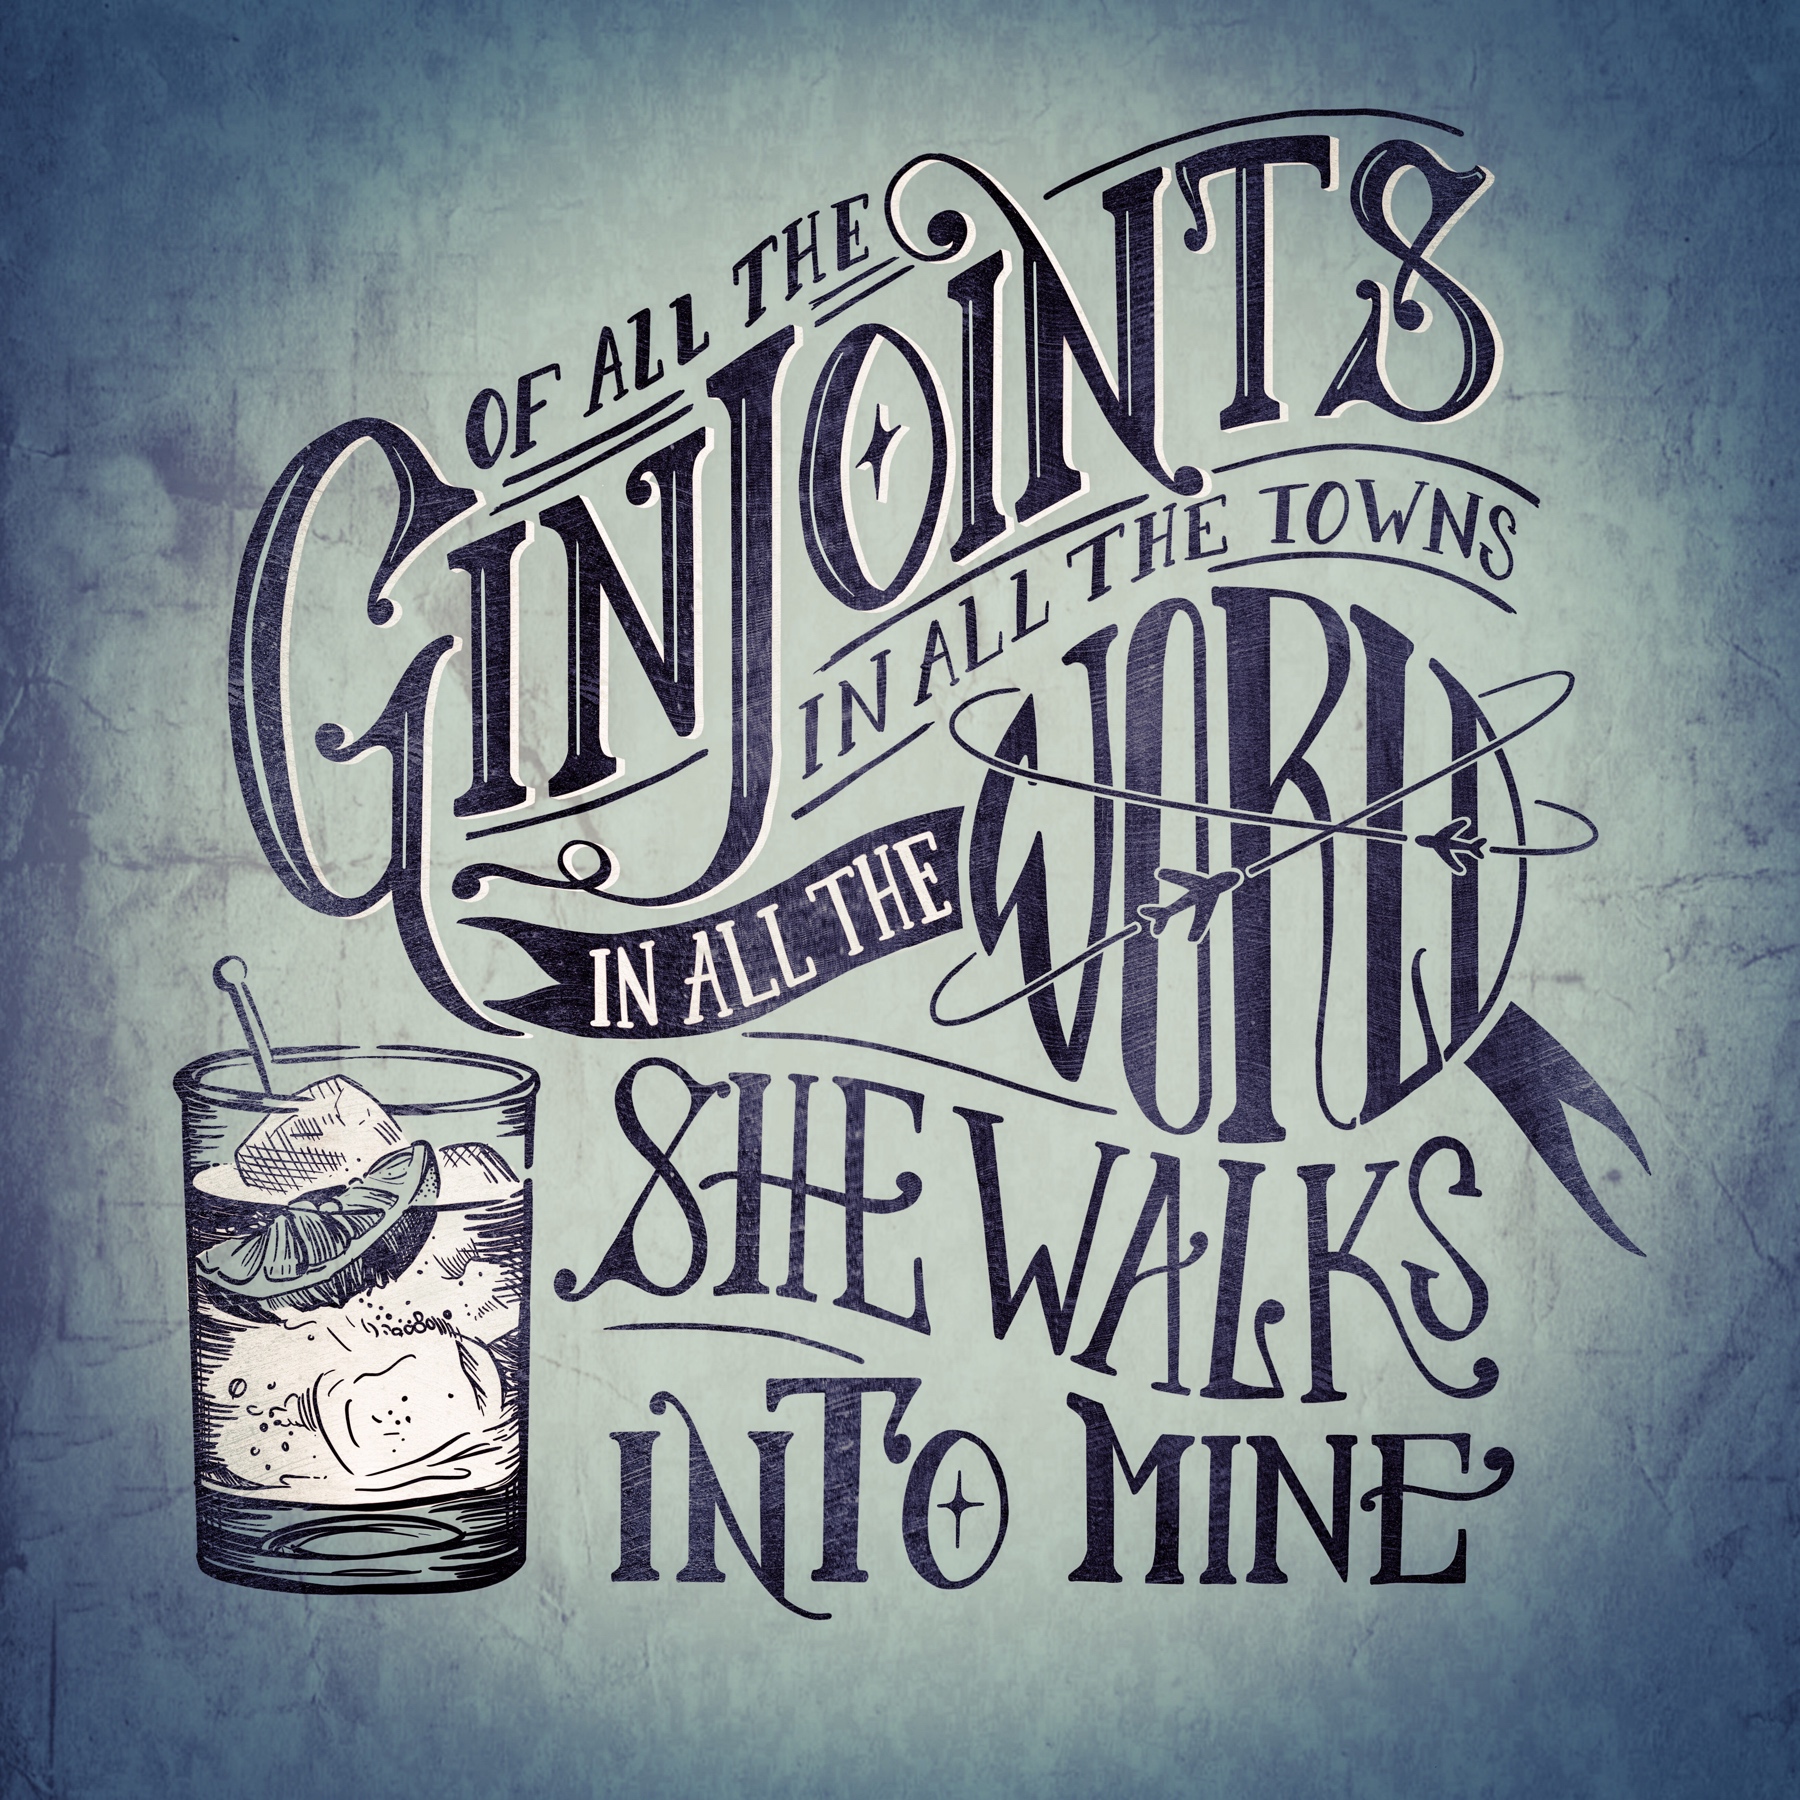 OF ALL THE
GIN JOINTS
IN ALL THE TOWNS
IN ALL THE WORLD
SHE WALKS
INTO MINE